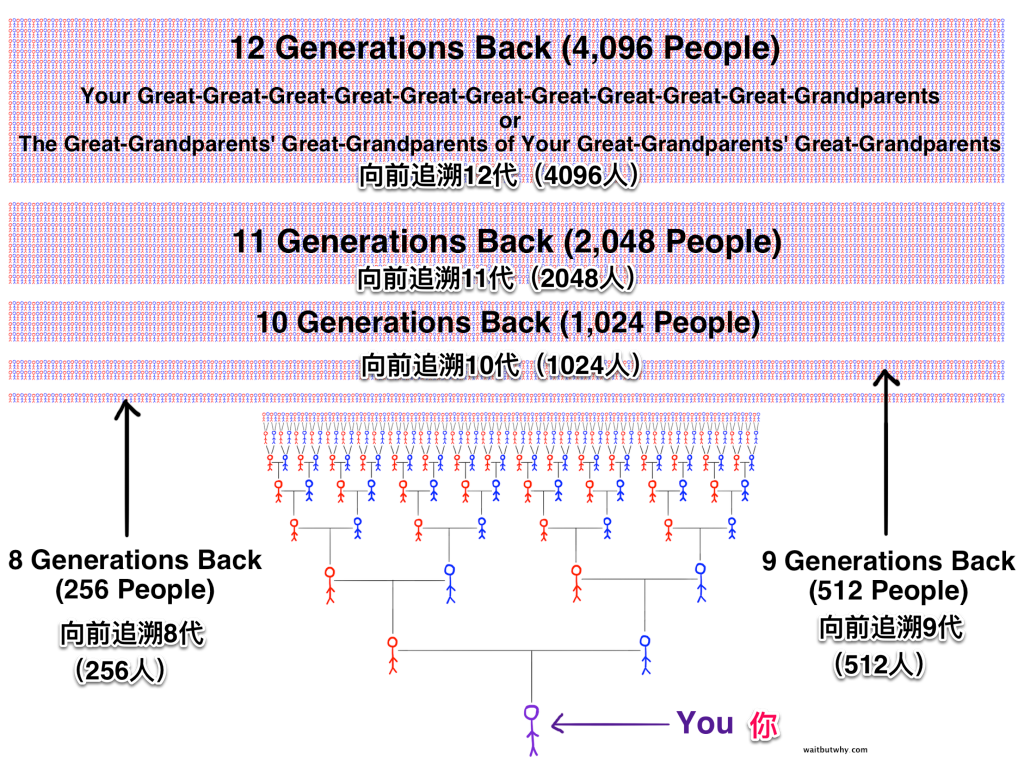 12 Generations Back (4,096 People)
Your Great-Great-Great-Great-Great-Great-Great-Great-Great-Great-Grandparents
or
The Great-Grandparents' Great-Grandparents of Your Great-Grandparents' Great-Grandparents
向前追溯12代（4096人）
11 Generations Back (2,048 People)
向前追溯11代（2048人）
10 Generations Back (1,024 People)
向前追溯10代（1024人）
8 Generations Back
(256 People)
向前追溯8代
（256人）
9 Generations Back
(512 People)
向前追溯9代
（512人）
You 你
waitbutwhy.com